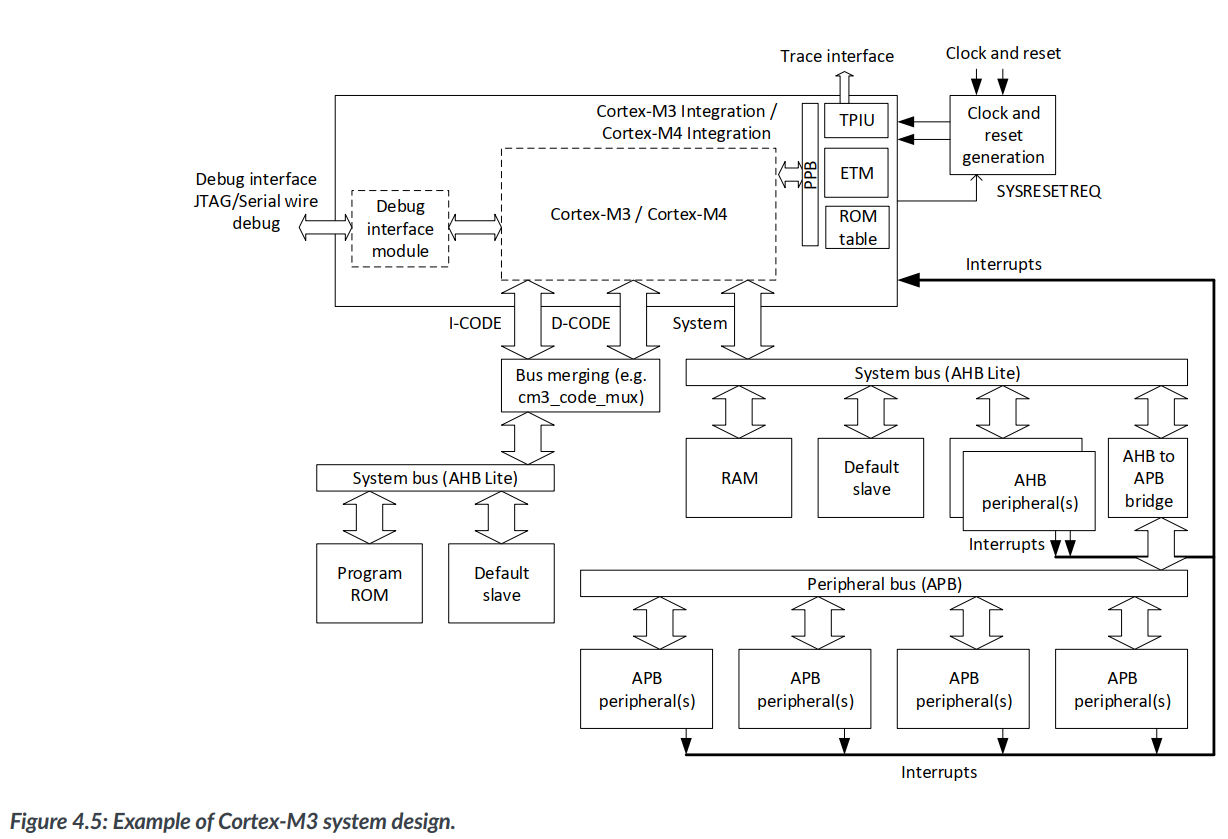 Trace interface
Clock and reset
Cortex-M3 Integration /
Cortex-M4 Integration
TPIU
Clock and
reset
generation
PPB
ETM
ROM
table
SYSRESETREQ
Debug interface
JTAG/Serial wire
debug
Debug
interface
module
Cortex-M3 / Cortex-M4
Interrupts
I-CODE
D-CODE
System
Bus merging (e.g.
cm3_code_mux)
System bus (AHB Lite)
RAM
Default
slave
AHB
peripheral(s)
AHB to
APB
bridge
Interrupts
System bus (AHB Lite)
Program
ROM
Default
slave
Peripheral bus (APB)
APB
peripheral(s)
APB
peripheral(s)
APB
peripheral(s)
APB
peripheral(s)
Interrupts
Figure 4.5: Example of Cortex-M3 system design.